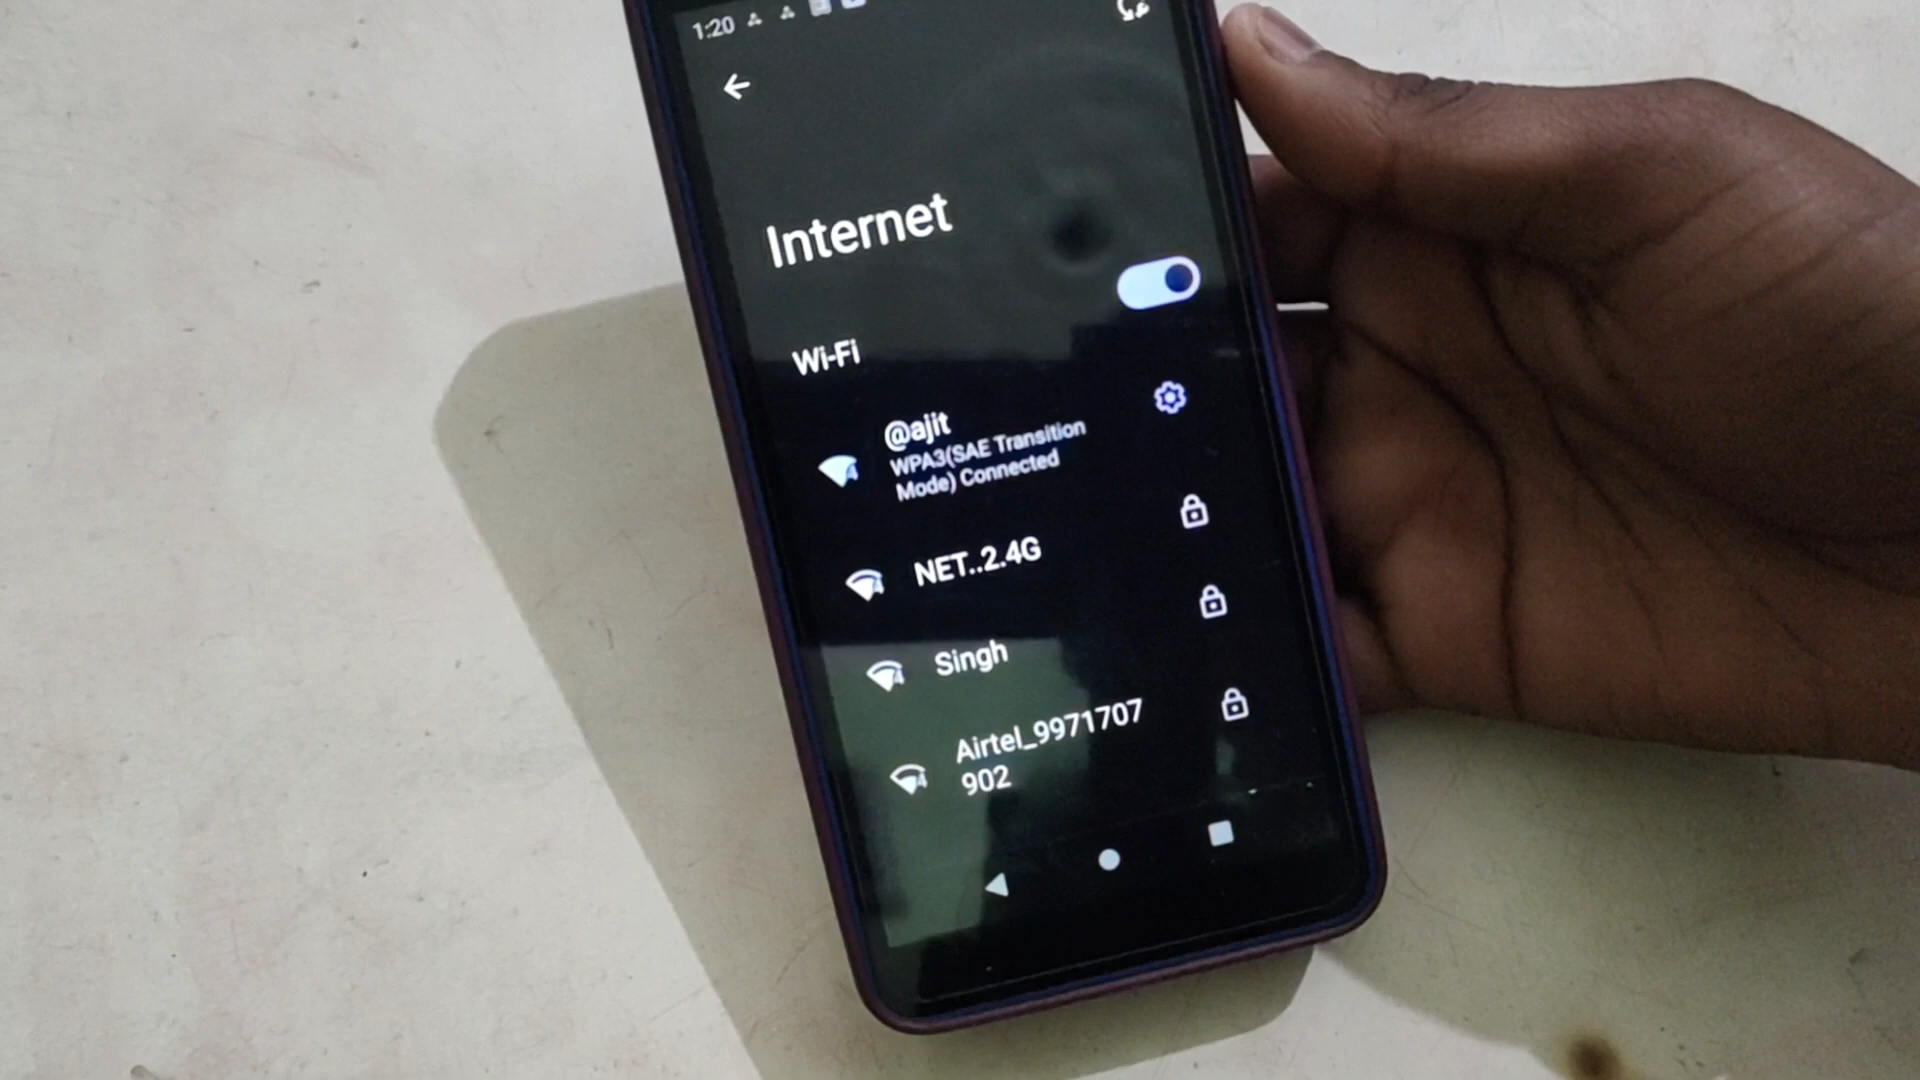 1:20
Internet
Wi-Fi
@ajit
WPA3(SAE Transition
Mode) Connected
NET..2.4G
Singh
Airtel_9971707
902